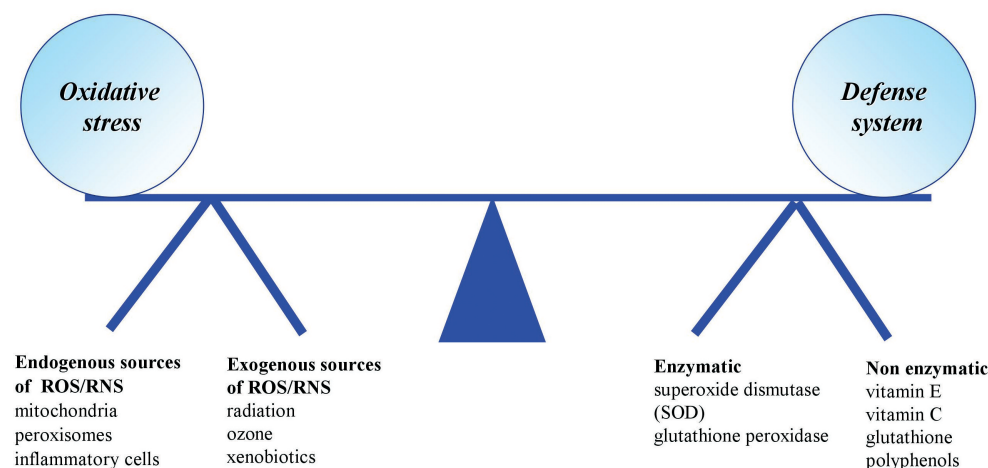 Oxidative
stress
Defense
system
Endogenous sources
of ROS/RNS
mitochondria
peroxisomes
inflammatory cells
Exogenous sources
of ROS/RNS
radiation
ozone
xenobiotics
Enzymatic
superoxide dismutase
(SOD)
glutathione peroxidase
Non enzymatic
vitamin E
vitamin C
glutathione
polyphenols